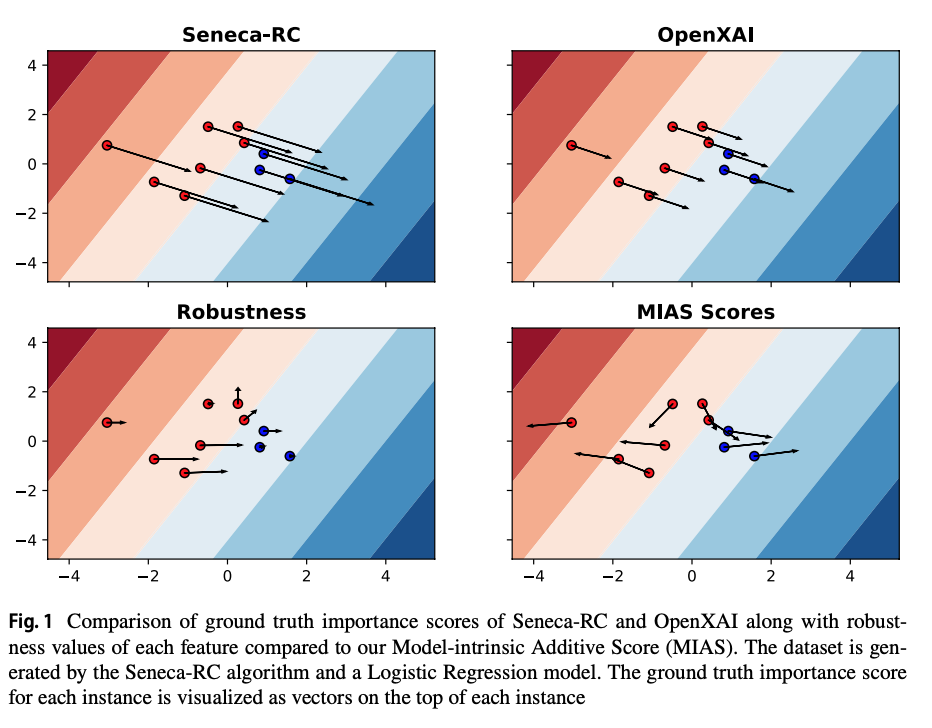 Seneca-RC
OpenXAI
4
2
0
−2
−4
Robustness
MIAS Scores
4
2
0
−2
−4
−4 −2 0 2 4
−4 −2 0 2 4
Fig. 1 Comparison of ground truth importance scores of Seneca-RC and OpenXAI along with robust-
ness values of each feature compared to our Model-intrinsic Additive Score (MIAS). The dataset is gen-
erated by the Seneca-RC algorithm and a Logistic Regression model. The ground truth importance score
for each instance is visualized as vectors on the top of each instance